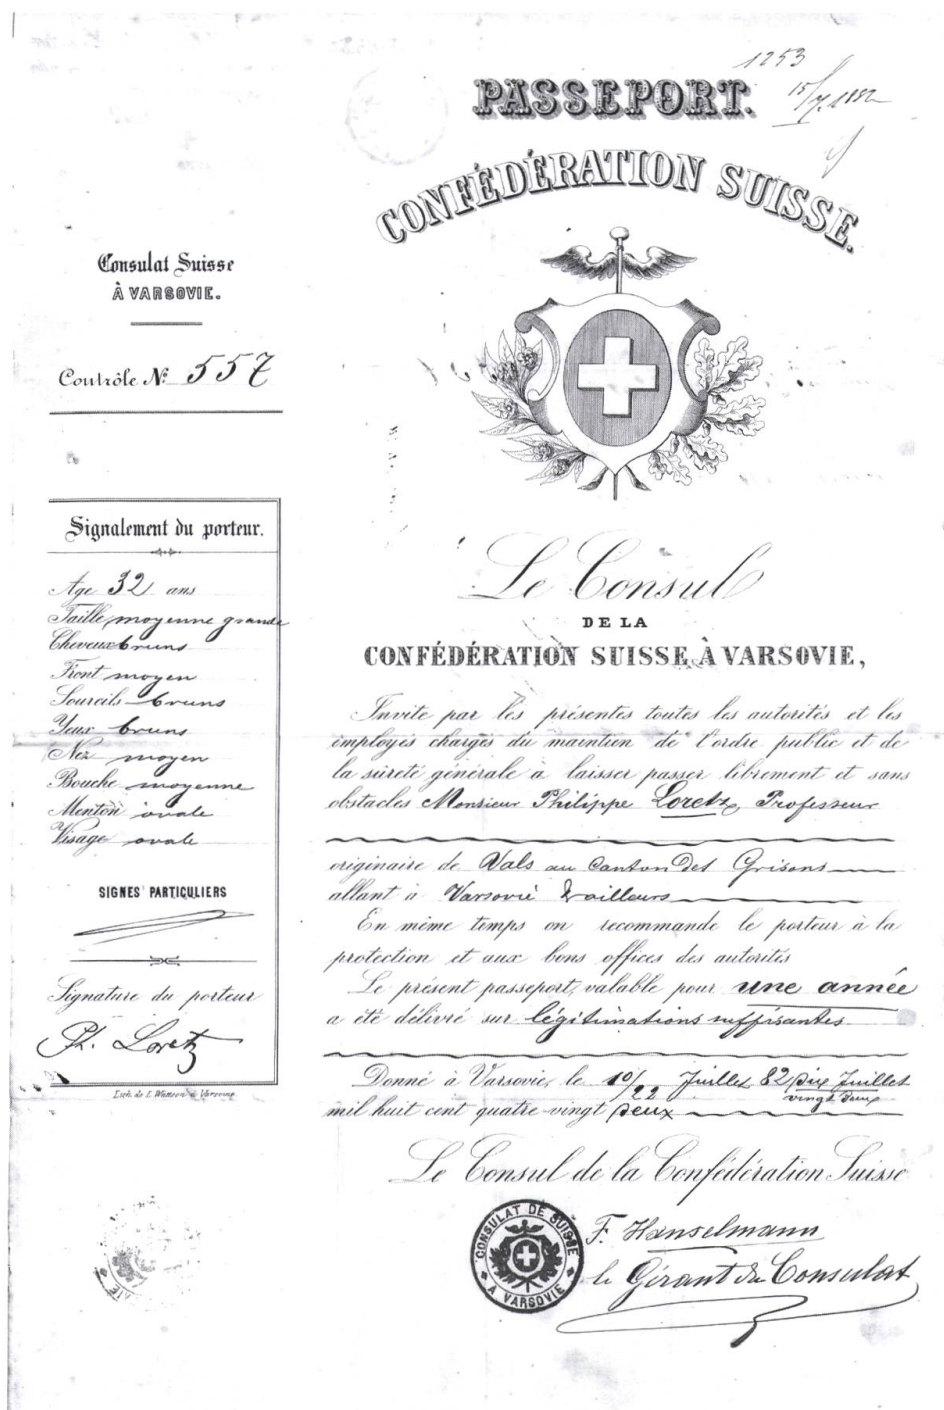 1253
15/7 1882
PASSEPORT.
CONFÉDÉRATION SUISSE.
Consulat Suisse
À VARSOVIE.
Contrôle № 557
Signalement du porteur.
Age 32 ans
Taille moyenne grande
Cheveux bruns
Front moyen
Sourcils bruns
Yeux bruns
Nez moyen
Bouche moyenne
Menton ovale
Visage ovale
SIGNES PARTICULIERS
Signature du porteur
Ph. Loretz
Le Consul
DE LA
CONFÉDÉRATION SUISSE, À VARSOVIE,
Invite par les présentes toutes les autorités et les
employés chargés du maintien de l'ordre public et de
la sûreté générale à laisser passer librement et sans
obstacles Monsieur Philippe Loretz, Professeur
originaire de Vals au Canton des Grisons
allant à Varsovie & ailleurs
En même temps on recommande le porteur à la
protection et aux bons offices des autorités
Le présent passeport, valable pour une année
a été délivré sur légitimations suffisantes
Donné à Varsovie, le 10/22 Juillet 82 dix Juillet
vingt deux
mil huit cent quatre vingt deux
Le Consul de la Confédération Suisse
F. Hanselmann
le Gérant du Consulat
CONSULAT DE SUISSE
A VARSOVIE